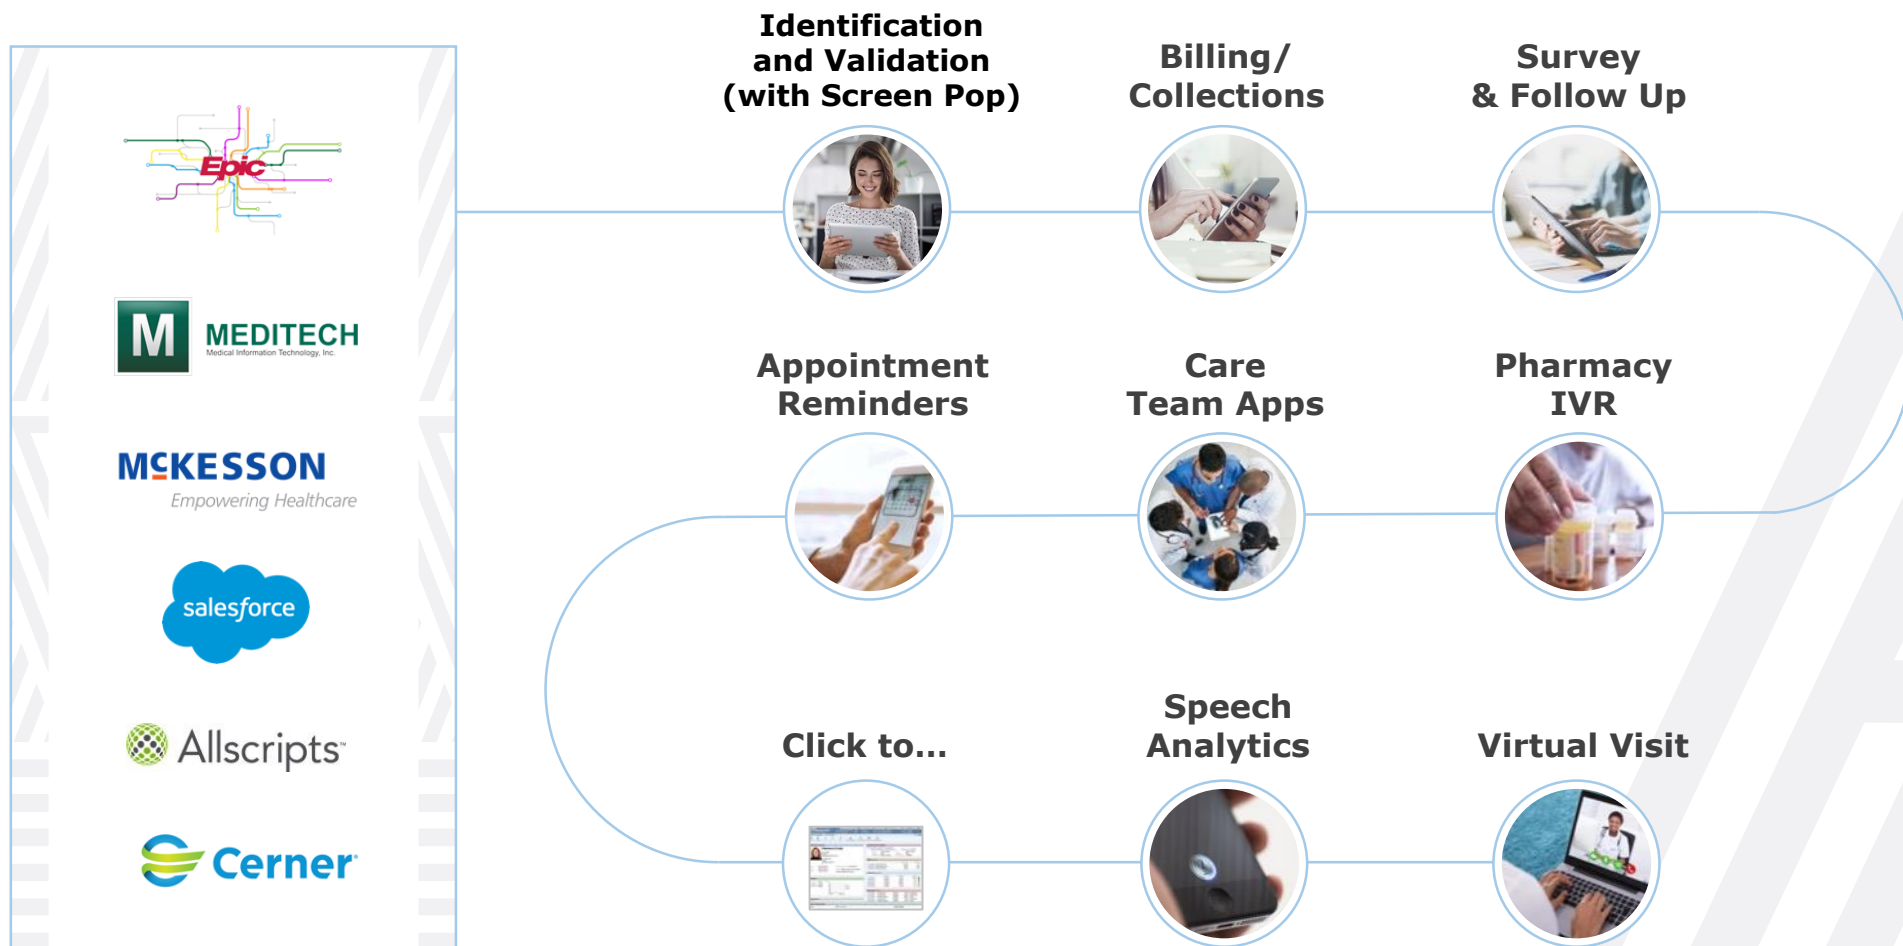 Epic
M
MEDITECH
Medical Information Technology, Inc.
MCKESSON
Empowering Healthcare
salesforce
Allscripts™
Cerner
Identification
and Validation
(with Screen Pop)
Billing/
Collections
Survey
& Follow Up
Appointment
Reminders
Care
Team Apps
Pharmacy
IVR
Click to...
Speech
Analytics
Virtual Visit